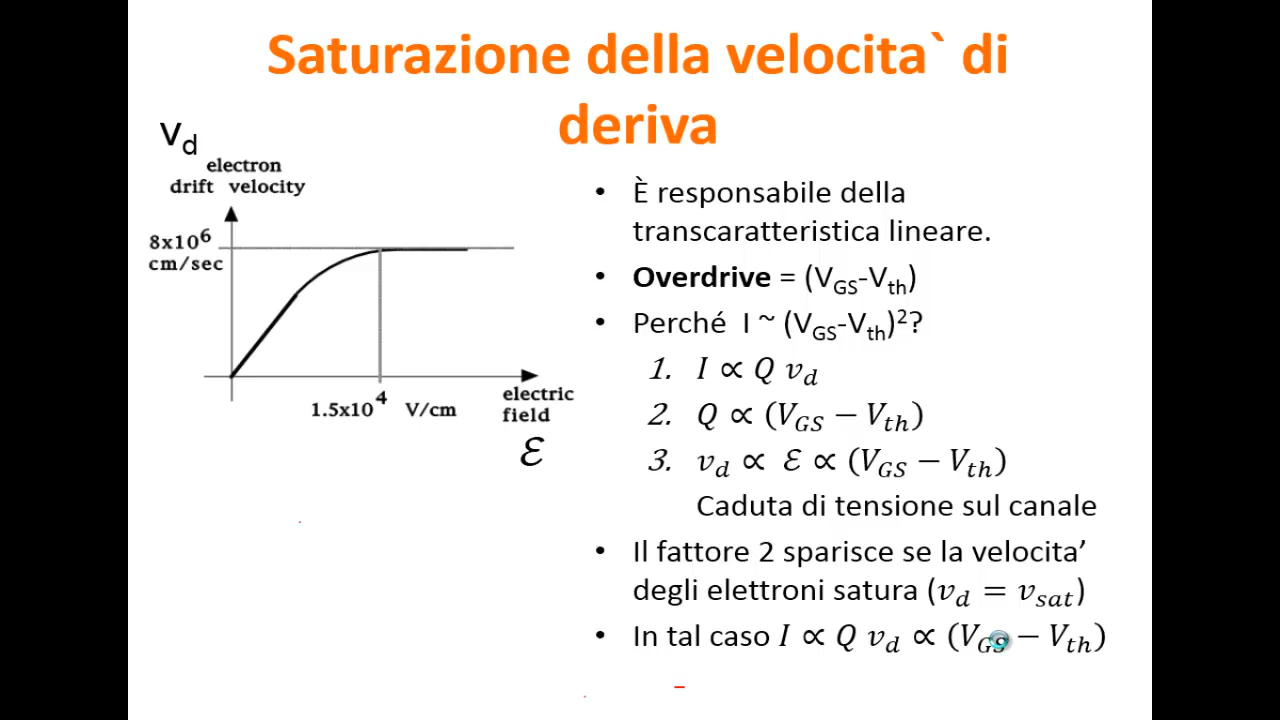 Saturazione della velocita` di
deriva
v_d
electron
drift velocity
8x10^6
cm/sec
1.5x10^4 V/cm
electric
field
ℰ
• È responsabile della
transcaratteristica lineare.
• Overdrive = (V_GS-V_th)
• Perché I ~ (V_GS-V_th)^2?
1. I ∝ Q v_d
2. Q ∝ (V_GS − V_th)
3. v_d ∝ ℰ ∝ (V_GS − V_th)
Caduta di tensione sul canale
• Il fattore 2 sparisce se la velocita’
degli elettroni satura (v_d = v_sat)
• In tal caso I ∝ Q v_d ∝ (V_GS − V_th)